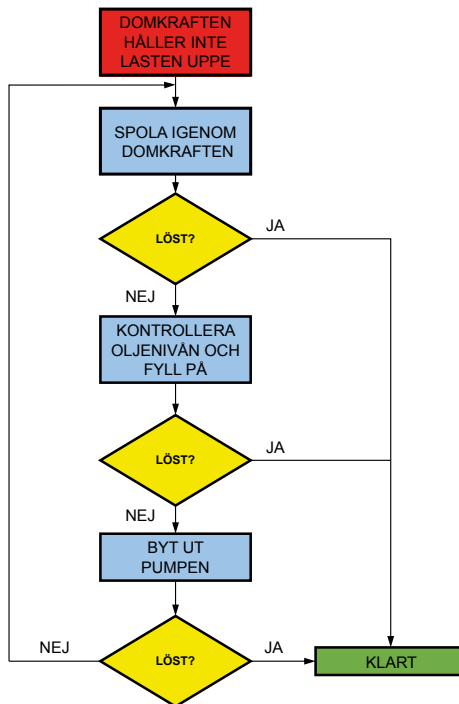 DOMKRAFTEN
HÅLLER INTE
LASTEN UPPE
SPOLA IGENOM
DOMKRAFTEN
LÖST?
JA
NEJ
KONTROLLERA
OLJENIVÅN OCH
FYLL PÅ
LÖST?
JA
NEJ
BYT UT
PUMPEN
NEJ
LÖST?
JA
KLART